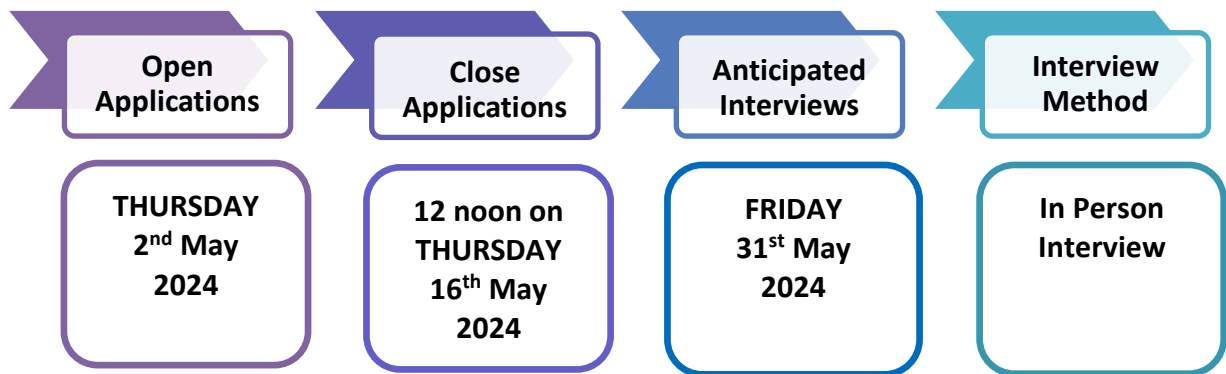 Open
Applications
Close
Applications
Anticipated
Interviews
Interview
Method
THURSDAY
2nd May
2024
12 noon on
THURSDAY
16th May
2024
FRIDAY
31st May
2024
In Person
Interview